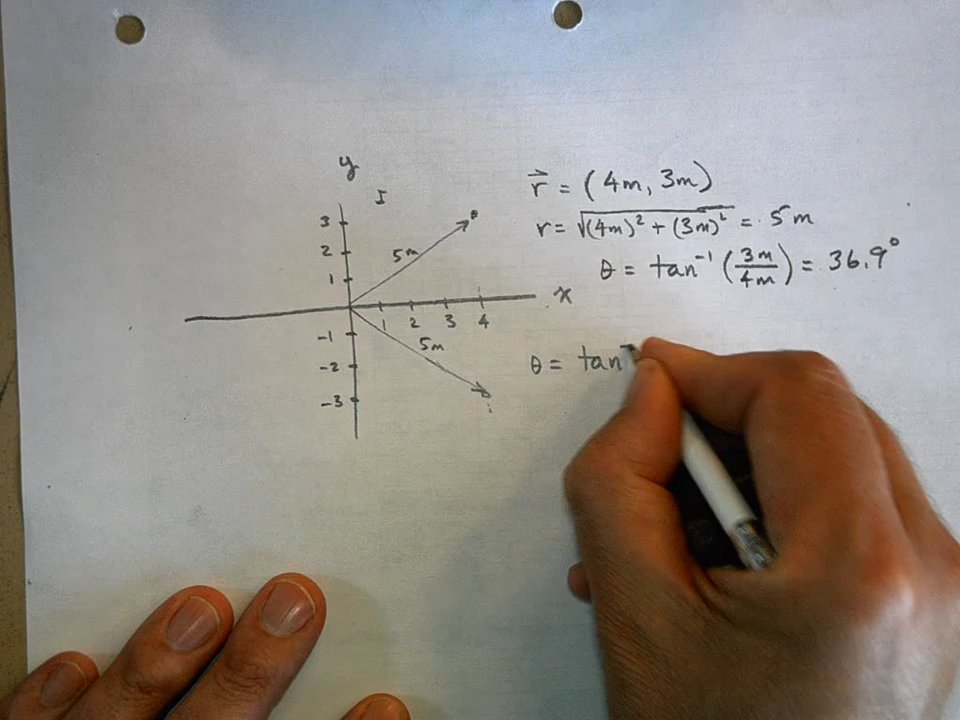 y
I
3
2
1
5m
x
1 2 3 4
-1
-2
-3
5m
r⃗ = (4m, 3m)
r = √(4m)² + (3m)² = 5m
θ = tan⁻¹ (3m/4m) = 36.9°
θ = tan⁻